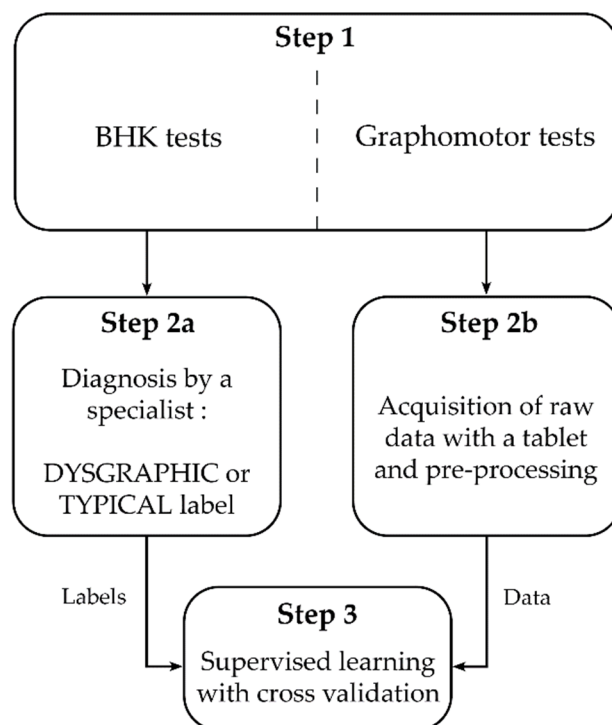 Step 1
BHK tests
Graphomotor tests
Step 2a
Diagnosis by a
specialist :
DYSGRAPHIC or
TYPICAL label
Step 2b
Acquisition of raw
data with a tablet
and pre-processing
Labels
Data
Step 3
Supervised learning
with cross validation